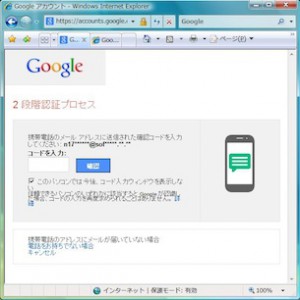 Google アカウント - Windows Internet Explorer
https://accounts.google.c
Google
G...
Goo...
ページ(P)
Google
2 段階認証プロセス
携帯電話のメール アドレスに送信された確認コードを入力
してください: n17******@sof*****.**.**
コードを入力:
確認
このパソコンでは今後、コード入力ウィンドウを表示しな
い
携帯電話のアドレスにメールが届いていない場合
電話をお持ちでない場合
キャンセル
インターネット | 保護モード: 有効
100%